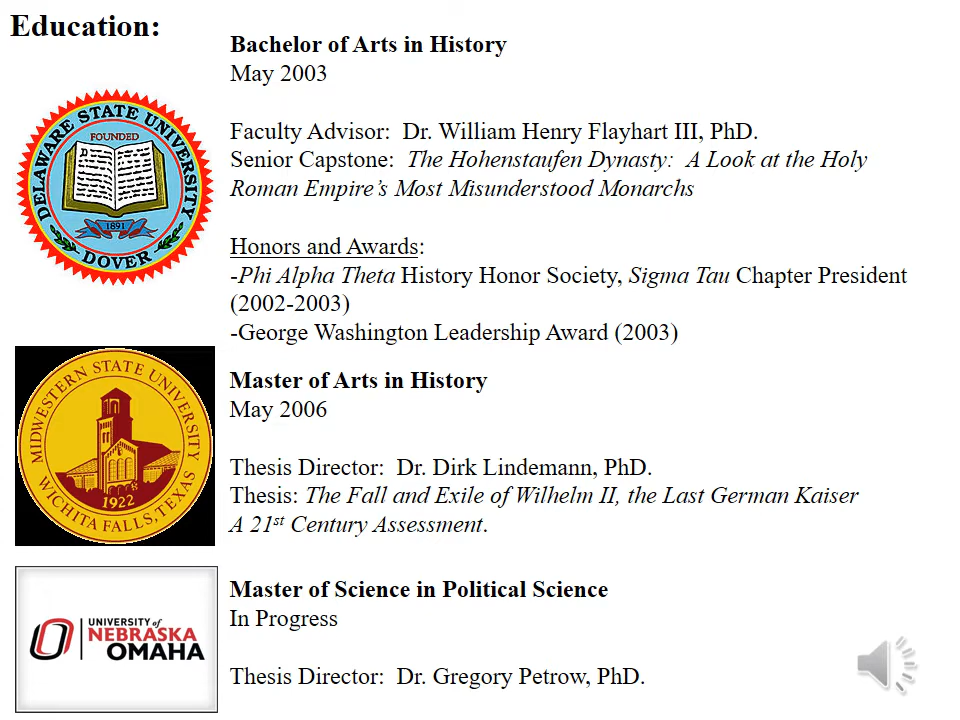 Education:
Bachelor of Arts in History
May 2003
Faculty Advisor:  Dr. William Henry Flayhart III, PhD.
Senior Capstone:  The Hohenstaufen Dynasty:  A Look at the Holy
Roman Empire’s Most Misunderstood Monarchs
Honors and Awards:
-Phi Alpha Theta History Honor Society, Sigma Tau Chapter President
(2002-2003)
-George Washington Leadership Award (2003)
DELAWARE STATE UNIVERSITY
FOUNDED
1891
DOVER
Master of Arts in History
May 2006
Thesis Director:  Dr. Dirk Lindemann, PhD.
Thesis: The Fall and Exile of Wilhelm II, the Last German Kaiser
A 21st Century Assessment.
MIDWESTERN STATE UNIVERSITY
1922
WICHITA FALLS, TEXAS
Master of Science in Political Science
In Progress
Thesis Director:  Dr. Gregory Petrow, PhD.
UNIVERSITY of
NEBRASKA
OMAHA